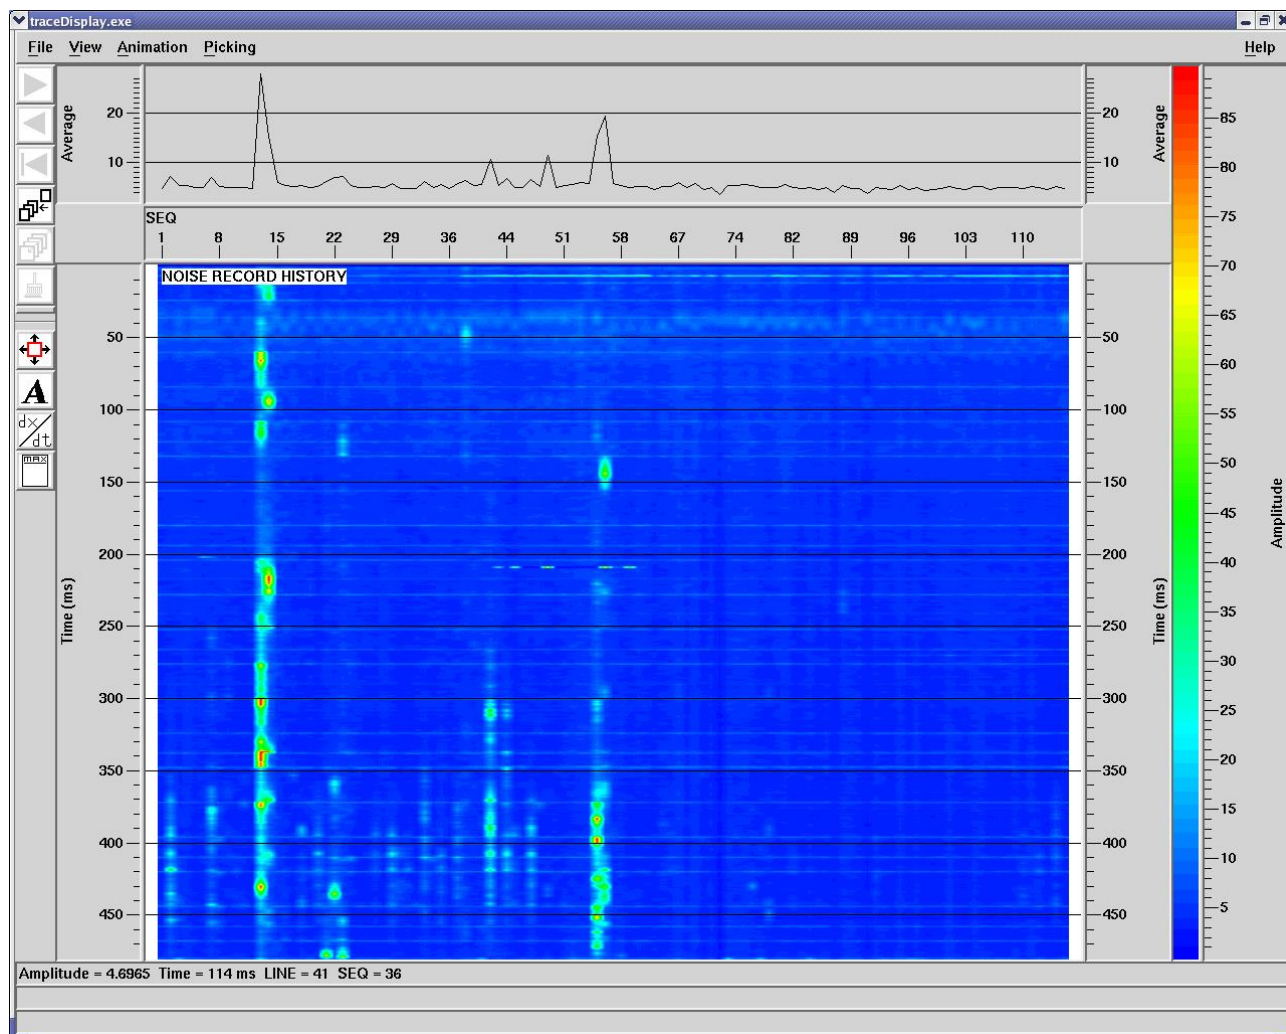 traceDisplay.exe
File View Animation Picking Help
Average 20 10 20 10 Average
SEQ
1 8 15 22 29 36 44 51 58 67 74 82 89 96 103 110
NOISE RECORD HISTORY
A
dx/dt
max
Time (ms)
50 100 150 200 250 300 350 400 450
50 100 150 200 250 300 350 400 450
Time (ms)
85 80 75 70 65 60 55 50 45 40 35 30 25 20 15 10 5
Amplitude
Amplitude = 4.6965 Time = 114 ms LINE = 41 SEQ = 36